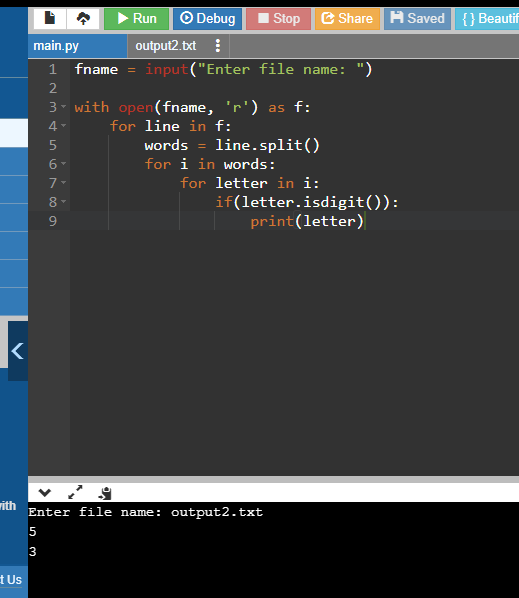 Run Debug Stop Share Saved { } Beautif
main.py output2.txt
1 fname = input("Enter file name: ")
2
3 with open(fname, 'r') as f:
4     for line in f:
5         words = line.split()
6         for i in words:
7             for letter in i:
8                 if(letter.isdigit()):
9                     print(letter)
with
Enter file name: output2.txt
5
3
t Us